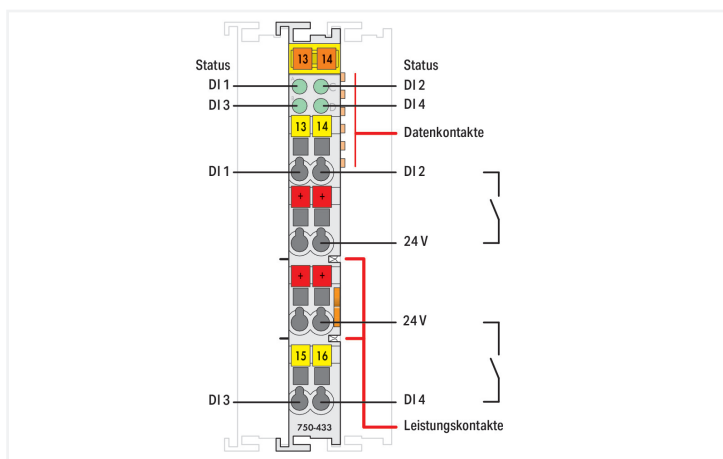 13 14
Status Status
DI 1 DI 2
DI 3 DI 4
13 14
Datenkontakte
DI 1 DI 2
+ +
24 V
+ +
24 V
15 16
DI 3 DI 4
750-433
Leistungskontakte